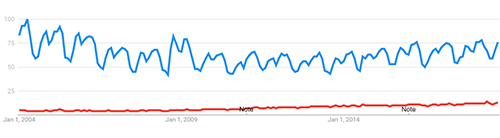 100
75
50
25
Note
Note
Jan 1, 2004
Jan 1, 2009
Jan 1, 2014